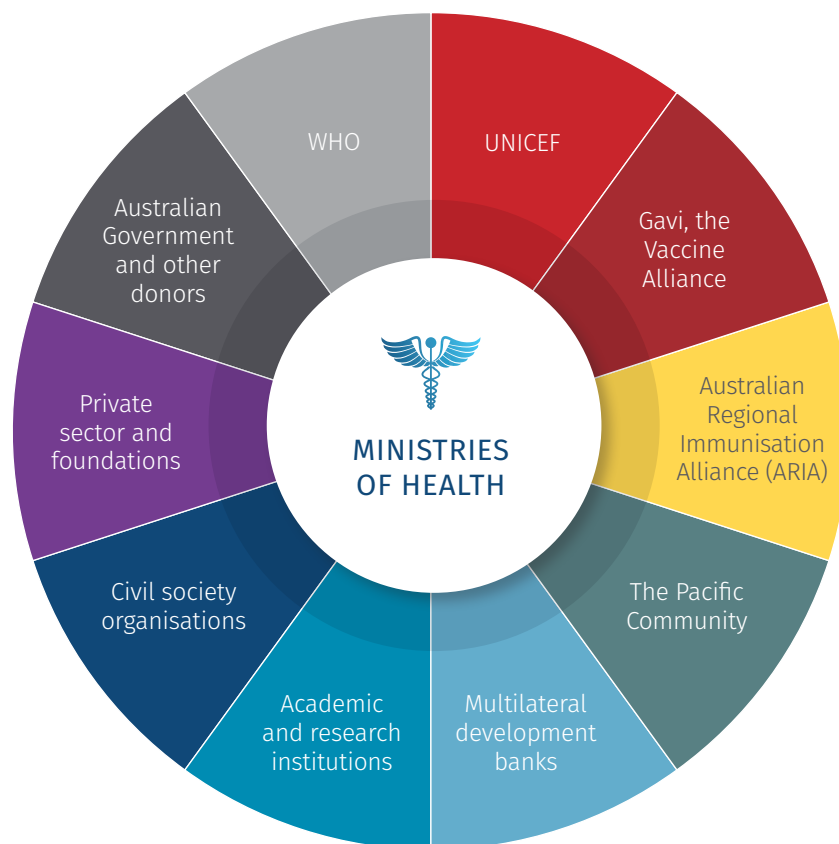 WHO
UNICEF
Gavi, the
Vaccine
Alliance
Australian
Regional
Immunisation
Alliance (ARIA)
The Pacific
Community
Multilateral
development
banks
Academic
and research
institutions
Civil society
organisations
Private
sector and
foundations
Australian
Government
and other
donors
MINISTRIES
OF HEALTH